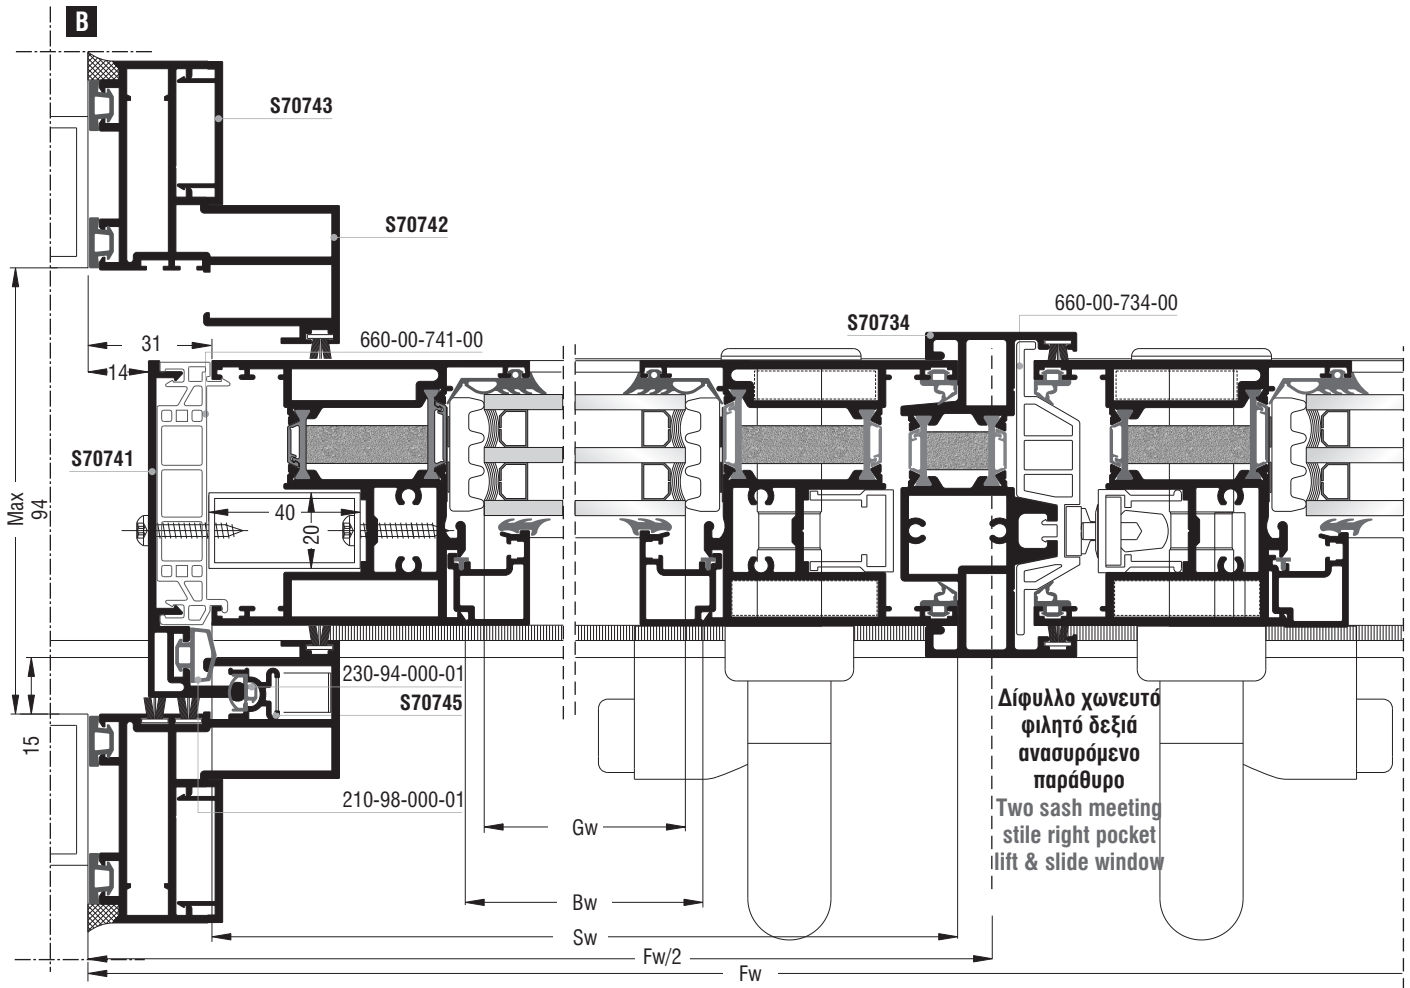 B
S70743
S70742
660-00-734-00
S70734
31
660-00-741-00
14
S70741
Max
94
40
20
230-94-000-01
S70745
15
210-98-000-01
Δίφυλλο χωνευτό
φιλητό δεξιά
ανασυρόμενο
παράθυρο
Two sash meeting
stile right pocket
lift & slide window
Gw
Bw
Sw
Fw/2
Fw